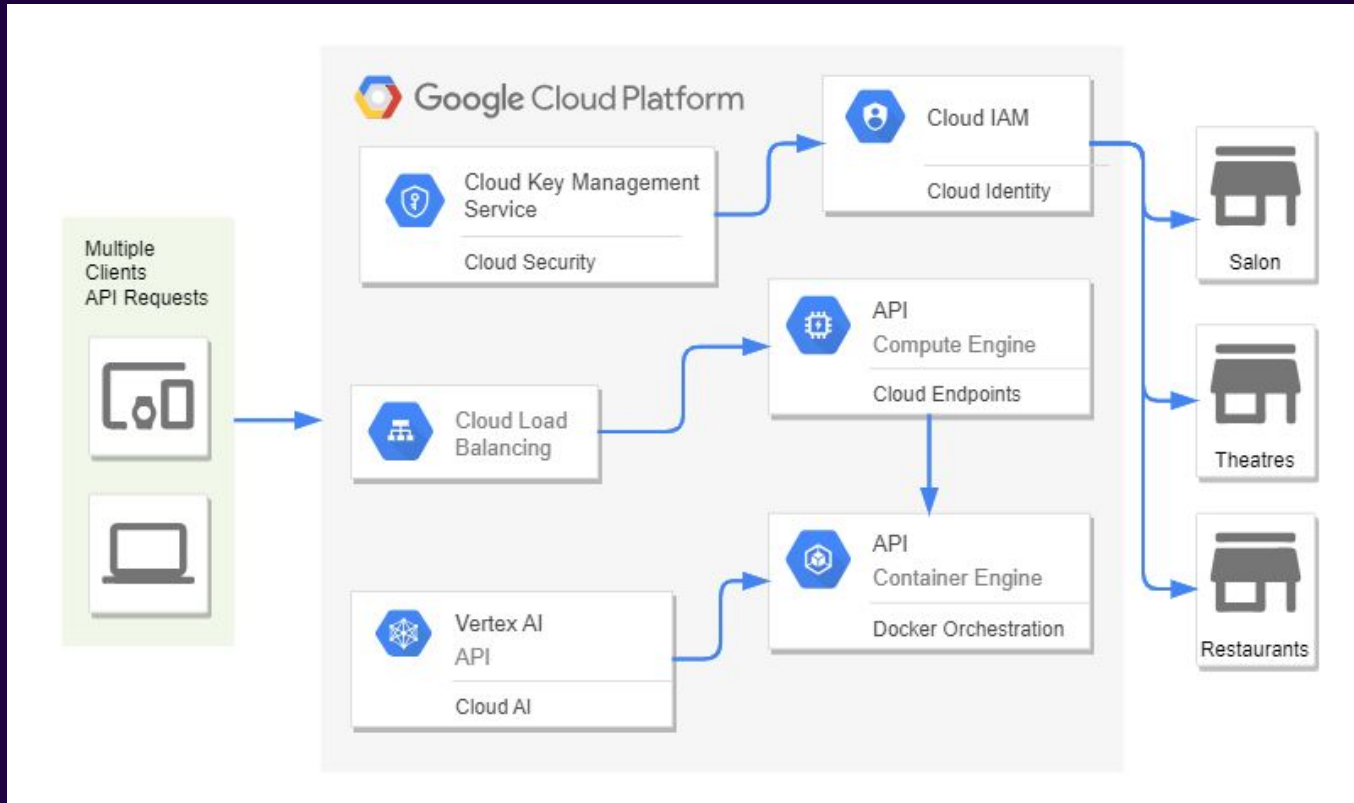 Google Cloud Platform
Multiple
Clients
API Requests
Cloud Key Management
Service
Cloud Security
Cloud IAM
Cloud Identity
Cloud Load
Balancing
API
Compute Engine
Cloud Endpoints
Vertex AI
API
Cloud AI
API
Container Engine
Docker Orchestration
Salon
Theatres
Restaurants